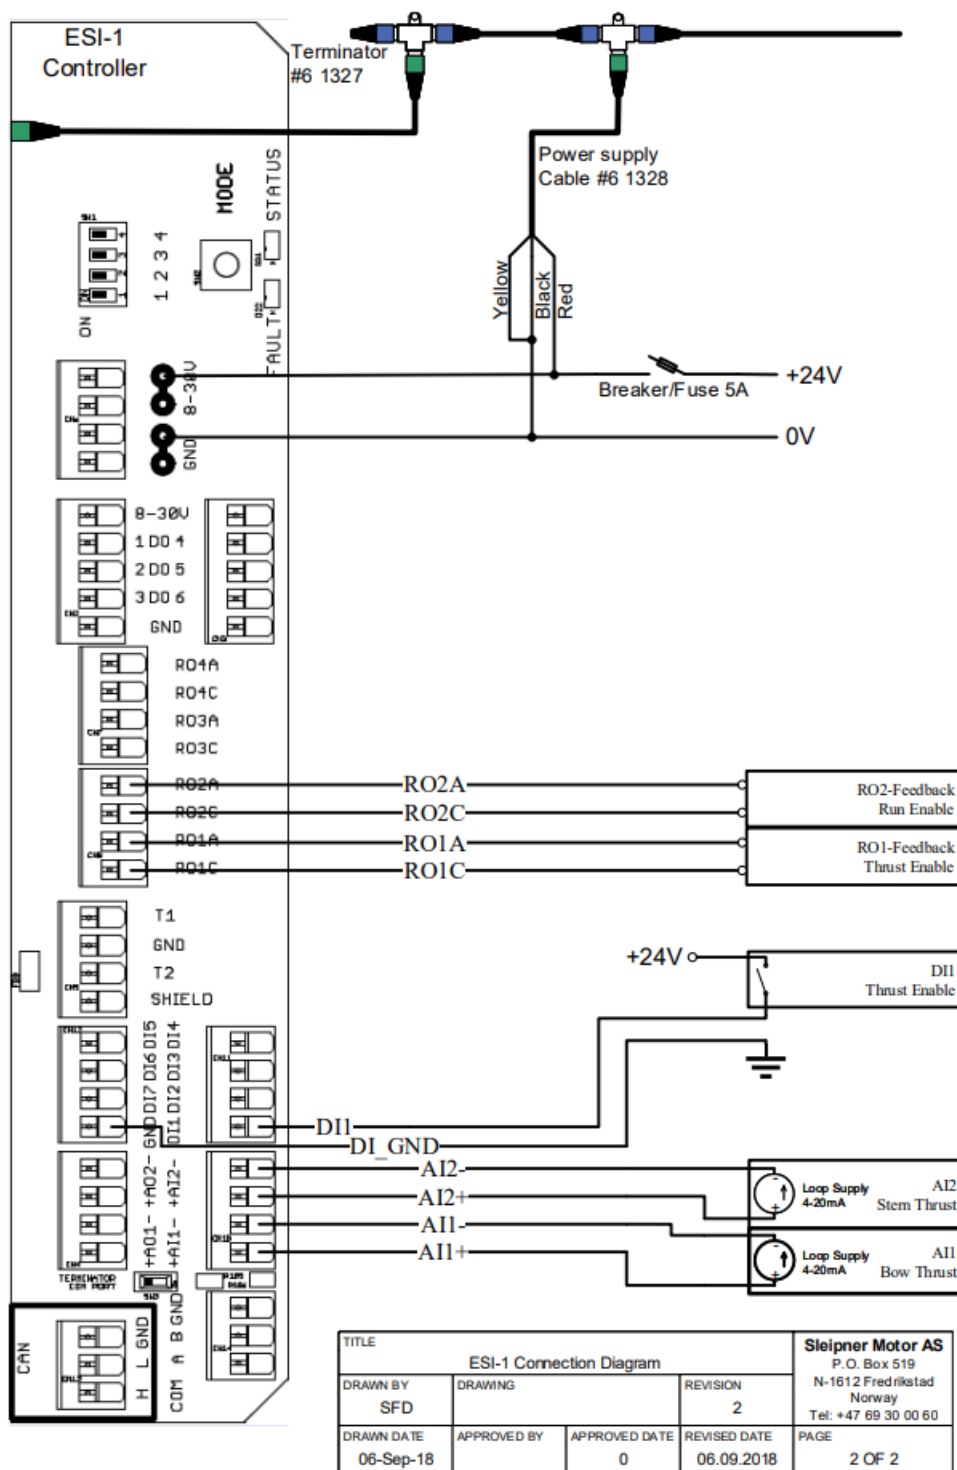 ESI-1
Controller
Terminator
#6 1327
Power supply
Cable #6 1328
MODE
STATUS
FAULT
SW1
4
3
2
1
ON
1 2 3 4
ON
Yellow
Black
Red
8-30V
GND
Breaker/Fuse 5A
+24V
0V
8-30V
1 DO 4
2 DO 5
3 DO 6
GND
RO4A
RO4C
RO3A
RO3C
RO2A
RO2C
RO1A
RO1C
RO2A
RO2C
RO1A
RO1C
RO2-Feedback
Run Enable
RO1-Feedback
Thrust Enable
T1
GND
T2
SHIELD
+24V
DI1
Thrust Enable
GND DI7 DI6 DI5
DI1 DI2 DI3 DI4
CN11
DI1
DI_GND
+AO1- +AO2-
+AI1- +AI2-
CN10
AI2-
AI2+
AI1-
AI1+
-
+
Loop Supply
4-20mA
AI2
Stern Thrust
-
+
Loop Supply
4-20mA
AI1
Bow Thrust
TERMINATOR
COM PORT
CAN
H L GND
COM A B GND
TITLE
ESI-1 Connection Diagram
Sleipner Motor AS
P.O. Box 519
N-1612 Fredrikstad
Norway
Tel: +47 69 30 00 60
DRAWN BY
SFD
DRAWING
REVISION
2
DRAWN DATE
06-Sep-18
APPROVED BY
APPROVED DATE
0
REVISED DATE
06.09.2018
PAGE
2 OF 2